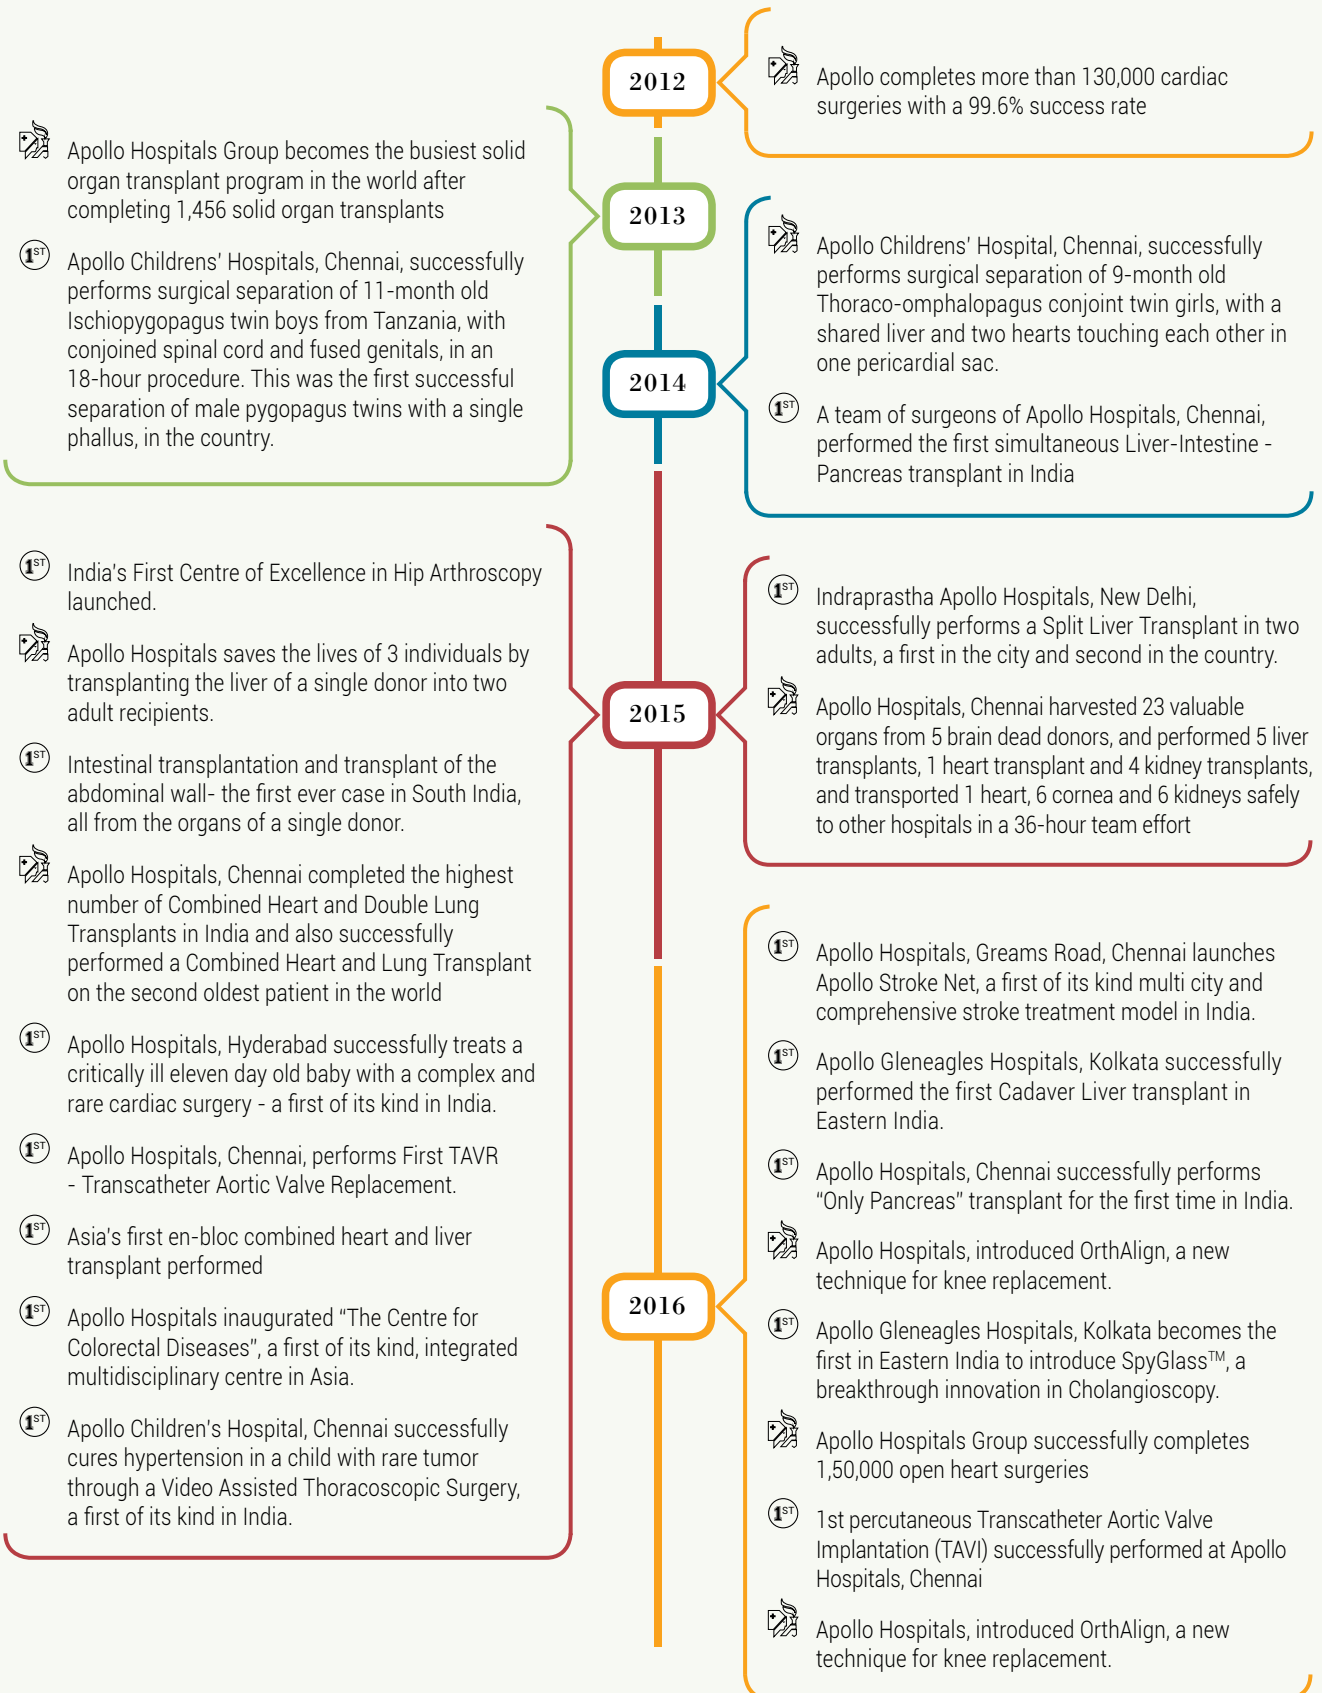 2012
Apollo completes more than 130,000 cardiac
surgeries with a 99.6% success rate
2013
Apollo Hospitals Group becomes the busiest solid
organ transplant program in the world after
completing 1,456 solid organ transplants
1ST
Apollo Childrens' Hospitals, Chennai, successfully
performs surgical separation of 11-month old
Ischiopygopagus twin boys from Tanzania, with
conjoined spinal cord and fused genitals, in an
18-hour procedure. This was the first successful
separation of male pygopagus twins with a single
phallus, in the country.
2014
Apollo Childrens' Hospital, Chennai, successfully
performs surgical separation of 9-month old
Thoraco-omphalopagus conjoint twin girls, with a
shared liver and two hearts touching each other in
one pericardial sac.
1ST
A team of surgeons of Apollo Hospitals, Chennai,
performed the first simultaneous Liver-Intestine -
Pancreas transplant in India
2015
1ST
India's First Centre of Excellence in Hip Arthroscopy
launched.
Apollo Hospitals saves the lives of 3 individuals by
transplanting the liver of a single donor into two
adult recipients.
1ST
Intestinal transplantation and transplant of the
abdominal wall- the first ever case in South India,
all from the organs of a single donor.
Apollo Hospitals, Chennai completed the highest
number of Combined Heart and Double Lung
Transplants in India and also successfully
performed a Combined Heart and Lung Transplant
on the second oldest patient in the world
1ST
Apollo Hospitals, Hyderabad successfully treats a
critically ill eleven day old baby with a complex and
rare cardiac surgery - a first of its kind in India.
1ST
Apollo Hospitals, Chennai, performs First TAVR
- Transcatheter Aortic Valve Replacement.
1ST
Asia's first en-bloc combined heart and liver
transplant performed
1ST
Apollo Hospitals inaugurated "The Centre for
Colorectal Diseases", a first of its kind, integrated
multidisciplinary centre in Asia.
1ST
Apollo Children's Hospital, Chennai successfully
cures hypertension in a child with rare tumor
through a Video Assisted Thoracoscopic Surgery,
a first of its kind in India.
1ST
Indraprastha Apollo Hospitals, New Delhi,
successfully performs a Split Liver Transplant in two
adults, a first in the city and second in the country.
Apollo Hospitals, Chennai harvested 23 valuable
organs from 5 brain dead donors, and performed 5 liver
transplants, 1 heart transplant and 4 kidney transplants,
and transported 1 heart, 6 cornea and 6 kidneys safely
to other hospitals in a 36-hour team effort
2016
1ST
Apollo Hospitals, Greams Road, Chennai launches
Apollo Stroke Net, a first of its kind multi city and
comprehensive stroke treatment model in India.
1ST
Apollo Gleneagles Hospitals, Kolkata successfully
performed the first Cadaver Liver transplant in
Eastern India.
1ST
Apollo Hospitals, Chennai successfully performs
"Only Pancreas" transplant for the first time in India.
Apollo Hospitals, introduced OrthAlign, a new
technique for knee replacement.
1ST
Apollo Gleneagles Hospitals, Kolkata becomes the
first in Eastern India to introduce SpyGlass™, a
breakthrough innovation in Cholangioscopy.
Apollo Hospitals Group successfully completes
1,50,000 open heart surgeries
1ST
1st percutaneous Transcatheter Aortic Valve
Implantation (TAVI) successfully performed at Apollo
Hospitals, Chennai
Apollo Hospitals, introduced OrthAlign, a new
technique for knee replacement.